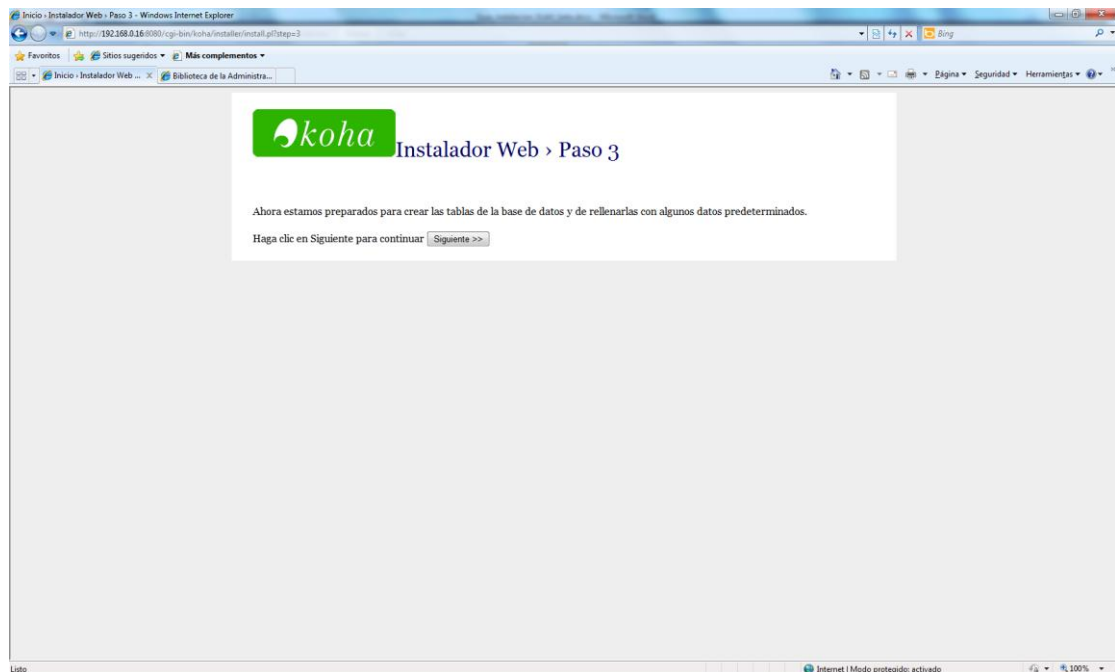 Inicio › Instalador Web › Paso 3 - Windows Internet Explorer
http://192.168.0.16:8080/cgi-bin/koha/installer/install.pl?step=3
Bing
Favoritos Sitios sugeridos Más complementos
Inicio › Instalador Web ... X Biblioteca de la Administra...
Página Seguridad Herramientas
koha
Instalador Web › Paso 3
Ahora estamos preparados para crear las tablas de la base de datos y de rellenarlas con algunos datos predeterminados.
Haga clic en Siguiente para continuar Siguiente >>
Listo
Internet | Modo protegido: activado
100%